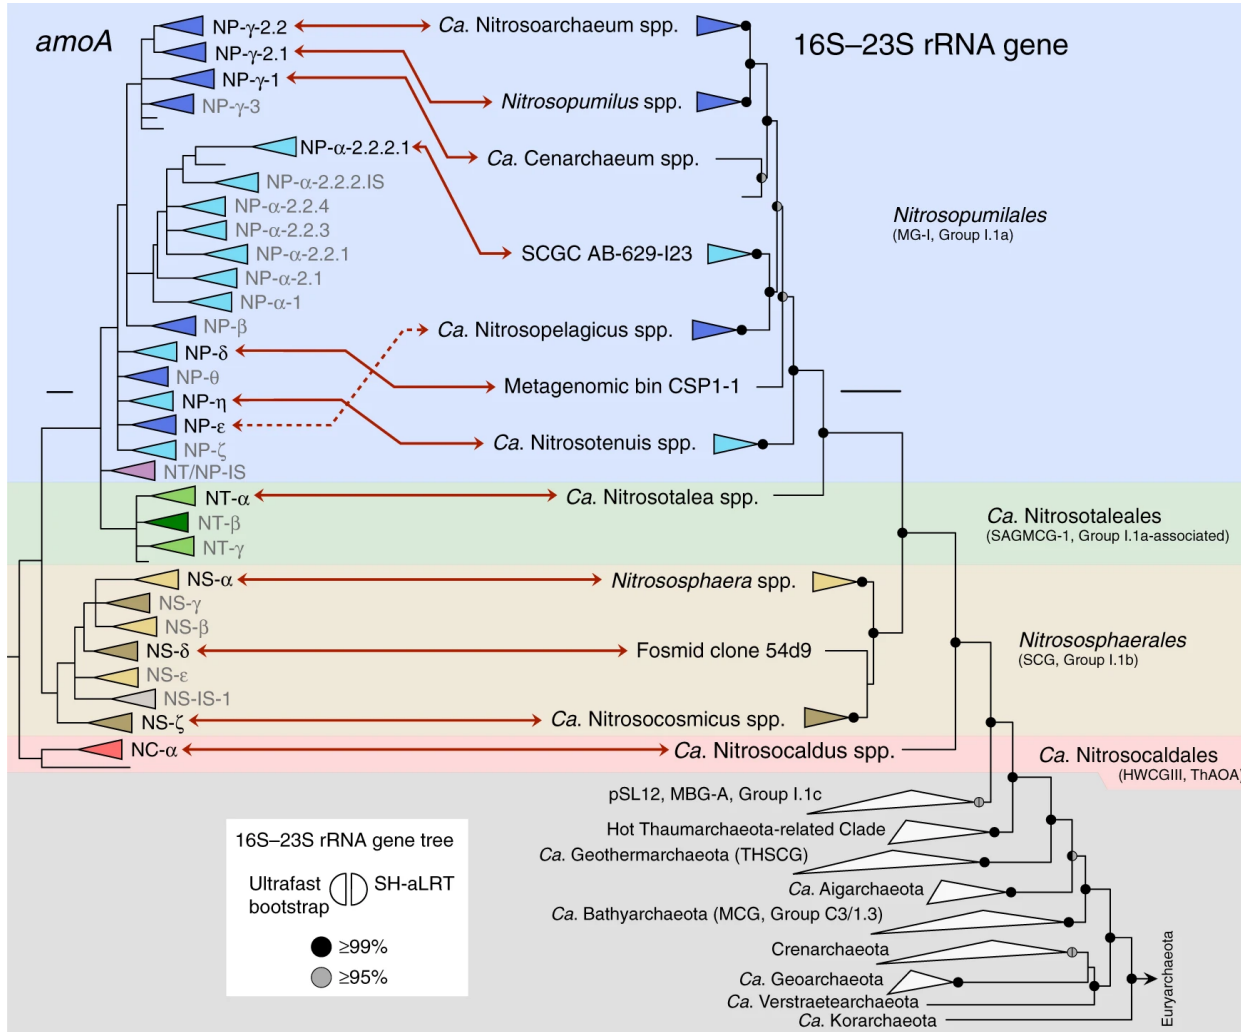 amoA
16S–23S rRNA gene
NP-γ-2.2
NP-γ-2.1
NP-γ-1
NP-γ-3
NP-α-2.2.2.1
NP-α-2.2.2.IS
NP-α-2.2.4
NP-α-2.2.3
NP-α-2.2.1
NP-α-2.1
NP-α-1
NP-β
NP-δ
NP-θ
NP-η
NP-ε
NP-ζ
NT/NP-IS
NT-α
NT-β
NT-γ
NS-α
NS-γ
NS-β
NS-δ
NS-ε
NS-IS-1
NS-ζ
NC-α
Ca. Nitrosoarchaeum spp.
Nitrosopumilus spp.
Ca. Cenarchaeum spp.
SCGC AB-629-I23
Ca. Nitrosopelagicus spp.
Metagenomic bin CSP1-1
Ca. Nitrosotenuis spp.
Ca. Nitrosotalea spp.
Nitrososphaera spp.
Fosmid clone 54d9
Ca. Nitrosocosmicus spp.
Ca. Nitrosocaldus spp.
Nitrosopumilales
(MG-I, Group I.1a)
Ca. Nitrosotaleales
(SAGMCG-1, Group I.1a-associated)
Nitrososphaerales
(SCG, Group I.1b)
Ca. Nitrosocaldales
(HWCGIII, ThAOA)
pSL12, MBG-A, Group I.1c
Hot Thaumarchaeota-related Clade
Ca. Geothermarchaeota (THSCG)
Ca. Aigarchaeota
Ca. Bathyarchaeota (MCG, Group C3/1.3)
Crenarchaeota
Ca. Geoarchaeota
Ca. Verstraetearchaeota
Ca. Korarchaeota
Euryarchaeota
16S–23S rRNA gene tree
Ultrafast
bootstrap
SH-aLRT
≥99%
≥95%